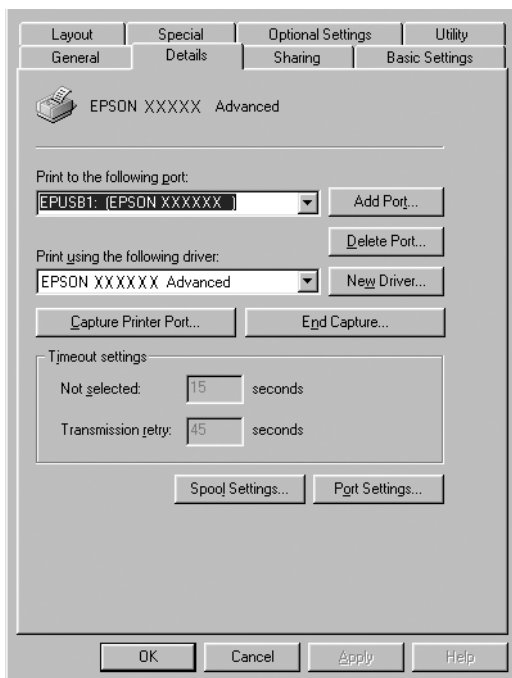 Layout Special Optional Settings Utility
General Details Sharing Basic Settings
EPSON XXXXX Advanced
Print to the following port:
EPUSB1: (EPSON XXXXXX )
Add Port...
Delete Port...
Print using the following driver:
EPSON XXXXXX Advanced
New Driver...
Capture Printer Port... End Capture...
Timeout settings
Not selected: 15 seconds
Transmission retry: 45 seconds
Spool Settings... Port Settings...
OK Cancel Apply Help